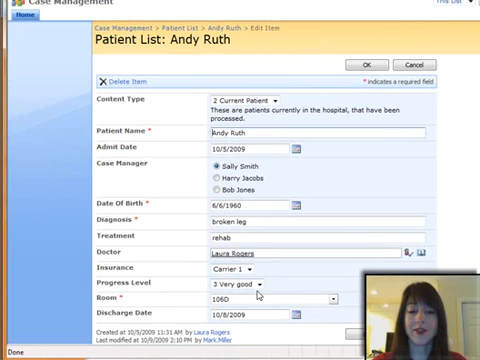 Case Management
This List
Home
Case Management > Patient List > Andy Ruth > Edit Item
Patient List: Andy Ruth
OK Cancel
Delete Item * indicates a required field
Content Type 2 Current Patient
These are patients currently in the hospital, that have been
processed.
Patient Name * Andy Ruth
Admit Date 10/5/2009
Case Manager Sally Smith
Harry Jacobs
Bob Jones
Date Of Birth * 6/6/1960
Diagnosis * broken leg
Treatment rehab
Doctor Laura Rogers
Insurance Carrier 1
Progress Level 3 Very good
Room * 106D
Discharge Date 10/8/2009
Created at 10/5/2009 11:31 AM by Laura Rogers
Last modified at 10/9/2009 2:10 PM by Mark.Miller
Done